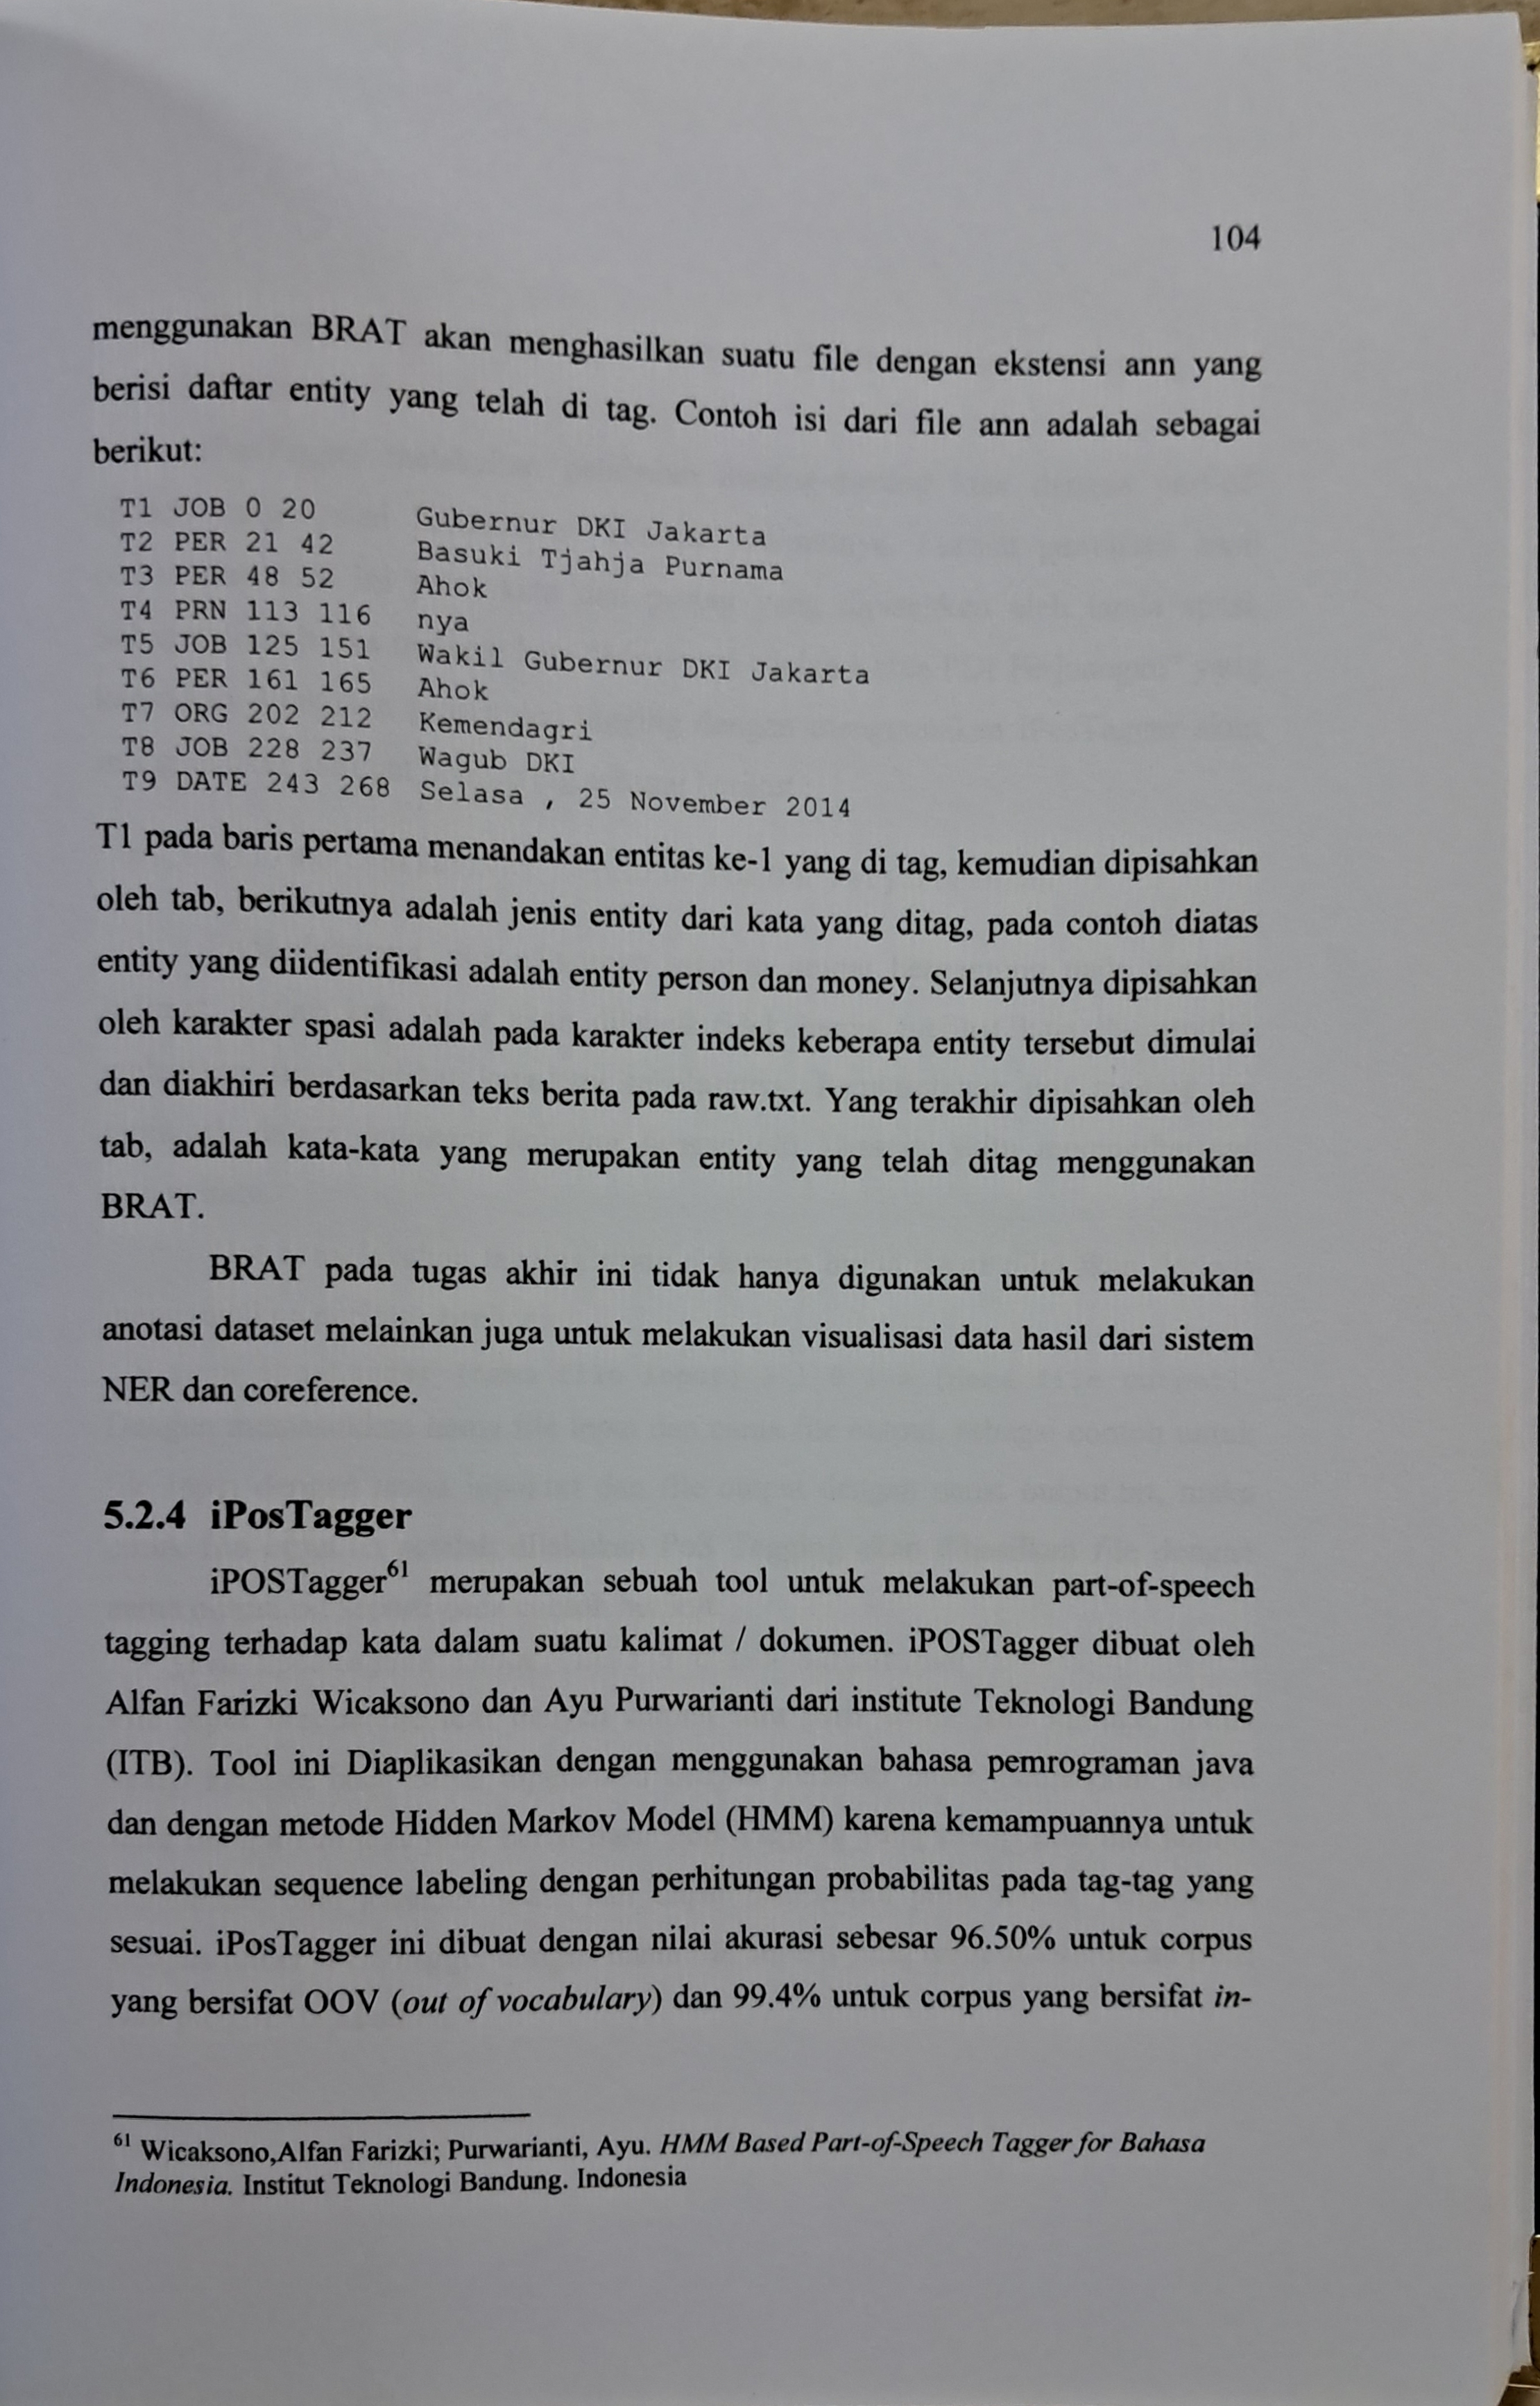 104
menggunakan BRAT akan menghasilkan suatu file dengan ekstensi ann yang
berisi daftar entity yang telah di tag. Contoh isi dari file ann adalah sebagai
berikut:
T1 JOB 0 20 Gubernur DKI Jakarta
T2 PER 21 42 Basuki Tjahja Purnama
T3 PER 48 52 Ahok
T4 PRN 113 116 nya
T5 JOB 125 151 Wakil Gubernur DKI Jakarta
T6 PER 161 165 Ahok
T7 ORG 202 212 Kemendagri
T8 JOB 228 237 Wagub DKI
T9 DATE 243 268 Selasa , 25 November 2014
T1 pada baris pertama menandakan entitas ke-1 yang di tag, kemudian dipisahkan
oleh tab, berikutnya adalah jenis entity dari kata yang ditag, pada contoh diatas
entity yang diidentifikasi adalah entity person dan money. Selanjutnya dipisahkan
oleh karakter spasi adalah pada karakter indeks keberapa entity tersebut dimulai
dan diakhiri berdasarkan teks berita pada raw.txt. Yang terakhir dipisahkan oleh
tab, adalah kata-kata yang merupakan entity yang telah ditag menggunakan
BRAT.
BRAT pada tugas akhir ini tidak hanya digunakan untuk melakukan
anotasi dataset melainkan juga untuk melakukan visualisasi data hasil dari sistem
NER dan coreference.
5.2.4 iPosTagger
iPOSTagger61 merupakan sebuah tool untuk melakukan part-of-speech
tagging terhadap kata dalam suatu kalimat / dokumen. iPOSTagger dibuat oleh
Alfan Farizki Wicaksono dan Ayu Purwarianti dari institute Teknologi Bandung
(ITB). Tool ini Diaplikasikan dengan menggunakan bahasa pemrograman java
dan dengan metode Hidden Markov Model (HMM) karena kemampuannya untuk
melakukan sequence labeling dengan perhitungan probabilitas pada tag-tag yang
sesuai. iPosTagger ini dibuat dengan nilai akurasi sebesar 96.50% untuk corpus
yang bersifat OOV (out of vocabulary) dan 99.4% untuk corpus yang bersifat in-
61 Wicaksono,Alfan Farizki; Purwarianti, Ayu. HMM Based Part-of-Speech Tagger for Bahasa
Indonesia. Institut Teknologi Bandung. Indonesia